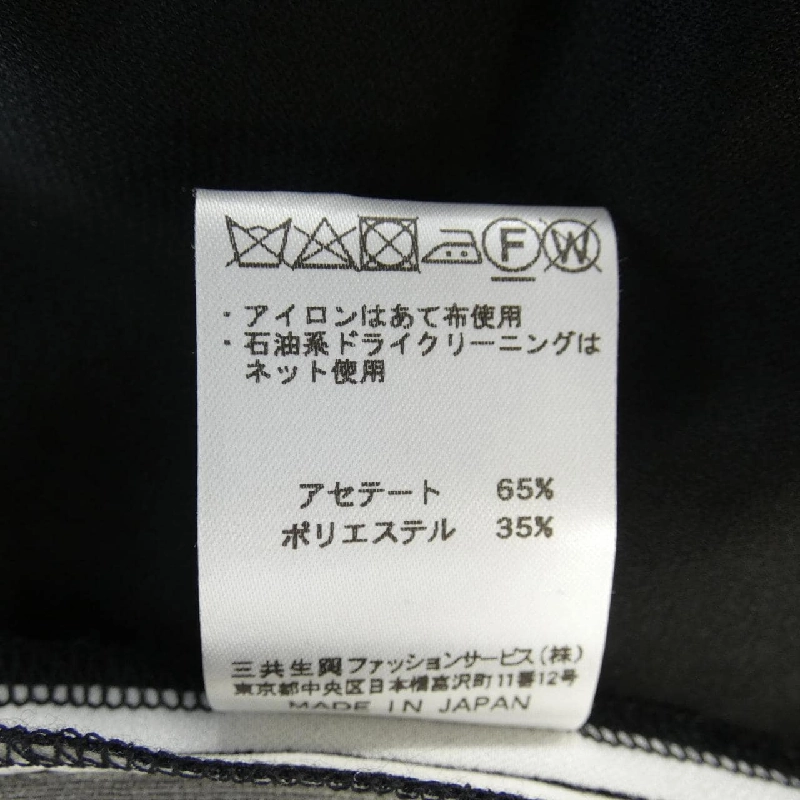 F W
・アイロンはあて布使用
・石油系ドライクリーニングは
ネット使用
アセテート 65%
ポリエステル 35%
三共生興ファッションサービス(株)
東京都中央区日本橋富沢町11番12号
MADE IN JAPAN